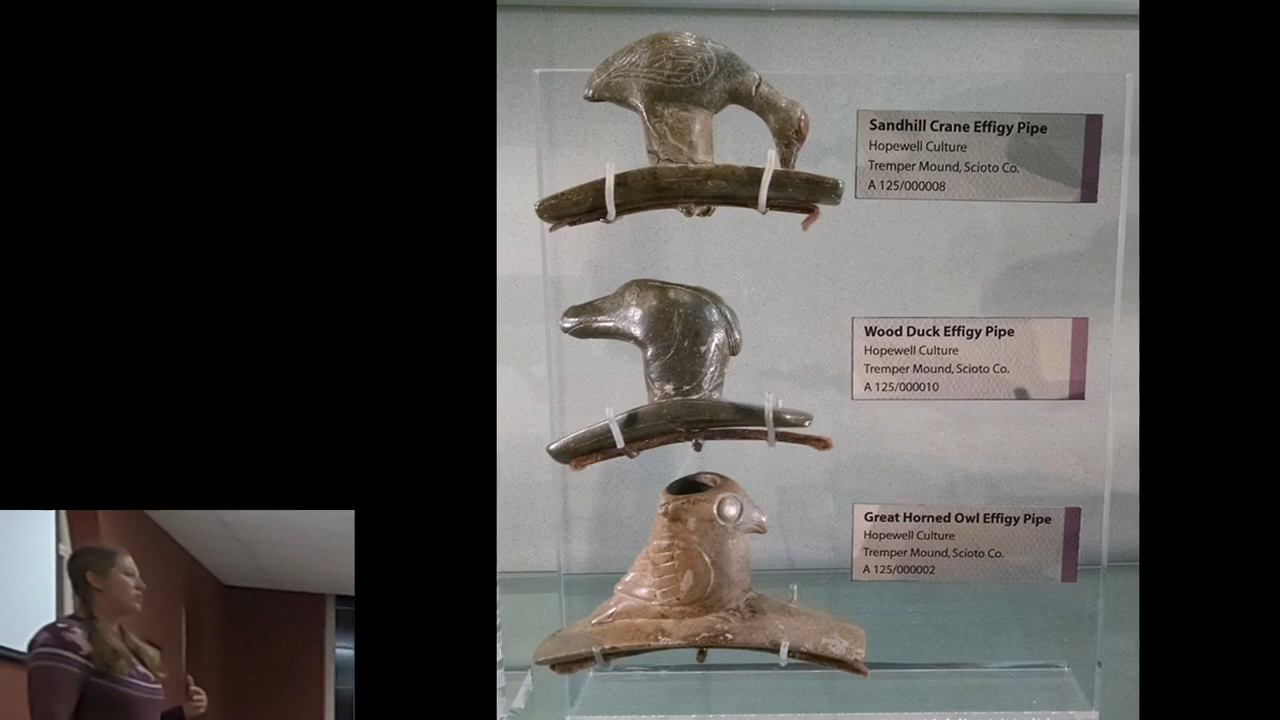 Sandhill Crane Effigy Pipe
Hopewell Culture
Tremper Mound, Scioto Co.
A 125/000008
Wood Duck Effigy Pipe
Hopewell Culture
Tremper Mound, Scioto Co.
A 125/000010
Great Horned Owl Effigy Pipe
Hopewell Culture
Tremper Mound, Scioto Co.
A 125/000002